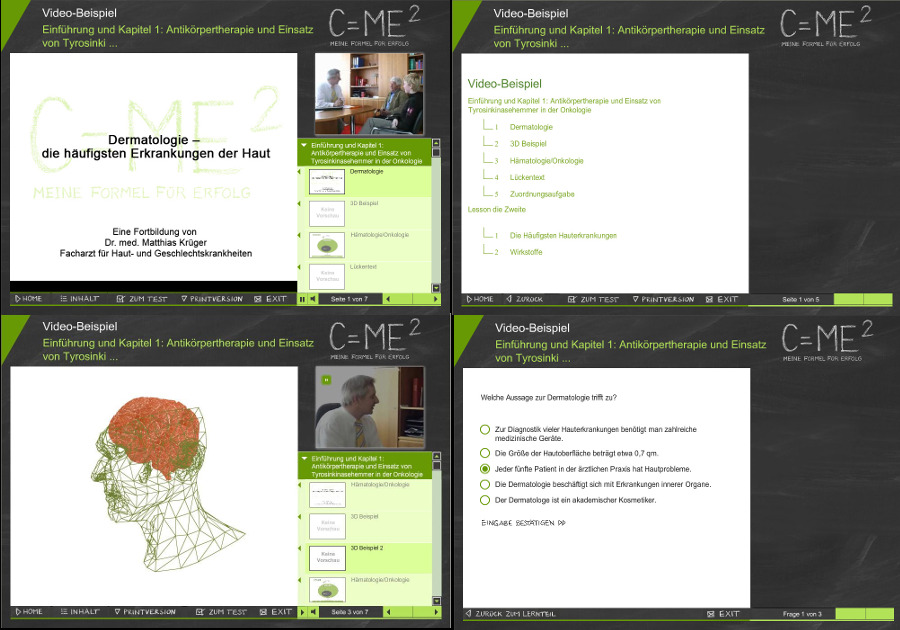 Video-Beispiel
Einführung und Kapitel 1: Antikörpertherapie und Einsatz
von Tyrosinki ...
C=ME2
MEINE FORMEL FÜR ERFOLG
C=ME2
MEINE FORMEL FÜR ERFOLG
Dermatologie –
die häufigsten Erkrankungen der Haut
Eine Fortbildung von
Dr. med. Matthias Krüger
Facharzt für Haut- und Geschlechtskrankheiten
Einführung und Kapitel 1:
Antikörpertherapie und Einsatz von
Tyrosinkinasehemmer in der Onkologie
Dermatologie
Keine
Vorschau
3D Beispiel
Hämatologie/Onkologie
Keine
Vorschau
Lückentext
HOME INHALT ZUM TEST PRINTVERSION EXIT Seite 1 von 7
Video-Beispiel
Einführung und Kapitel 1: Antikörpertherapie und Einsatz
von Tyrosinki ...
C=ME2
MEINE FORMEL FÜR ERFOLG
Video-Beispiel
Einführung und Kapitel 1: Antikörpertherapie und Einsatz von
Tyrosinkinasehemmer in der Onkologie
1 Dermatologie
2 3D Beispiel
3 Hämatologie/Onkologie
4 Lückentext
5 Zuordnungsaufgabe
Lesson die Zweite
1 Die Häufigsten Hauterkrankungen
2 Wirkstoffe
HOME ZURÜCK ZUM TEST PRINTVERSION EXIT Seite 1 von 5
Video-Beispiel
Einführung und Kapitel 1: Antikörpertherapie und Einsatz
von Tyrosinki ...
C=ME2
MEINE FORMEL FÜR ERFOLG
Einführung und Kapitel 1:
Antikörpertherapie und Einsatz von
Tyrosinkinasehemmer in der Onkologie
Hämatologie/Onkologie
Keine
Vorschau
3D Beispiel
Keine
Vorschau
3D Beispiel 2
Hämatologie/Onkologie
HOME INHALT PRINTVERSION ZUM TEST EXIT Seite 3 von 7
Video-Beispiel
Einführung und Kapitel 1: Antikörpertherapie und Einsatz
von Tyrosinki ...
C=ME2
MEINE FORMEL FÜR ERFOLG
Welche Aussage zur Dermatologie trifft zu?
Zur Diagnostik vieler Hauterkrankungen benötigt man zahlreiche
medizinische Geräte.
Die Größe der Hautoberfläche beträgt etwa 0,7 qm.
Jeder fünfte Patient in der ärztlichen Praxis hat Hautprobleme.
Die Dermatologie beschäftigt sich mit Erkrankungen innerer Organe.
Der Dermatologe ist ein akademischer Kosmetiker.
EINGABE BESTÄTIGEN
ZURÜCK ZUM LERNTEIL EXIT Frage 1 von 3